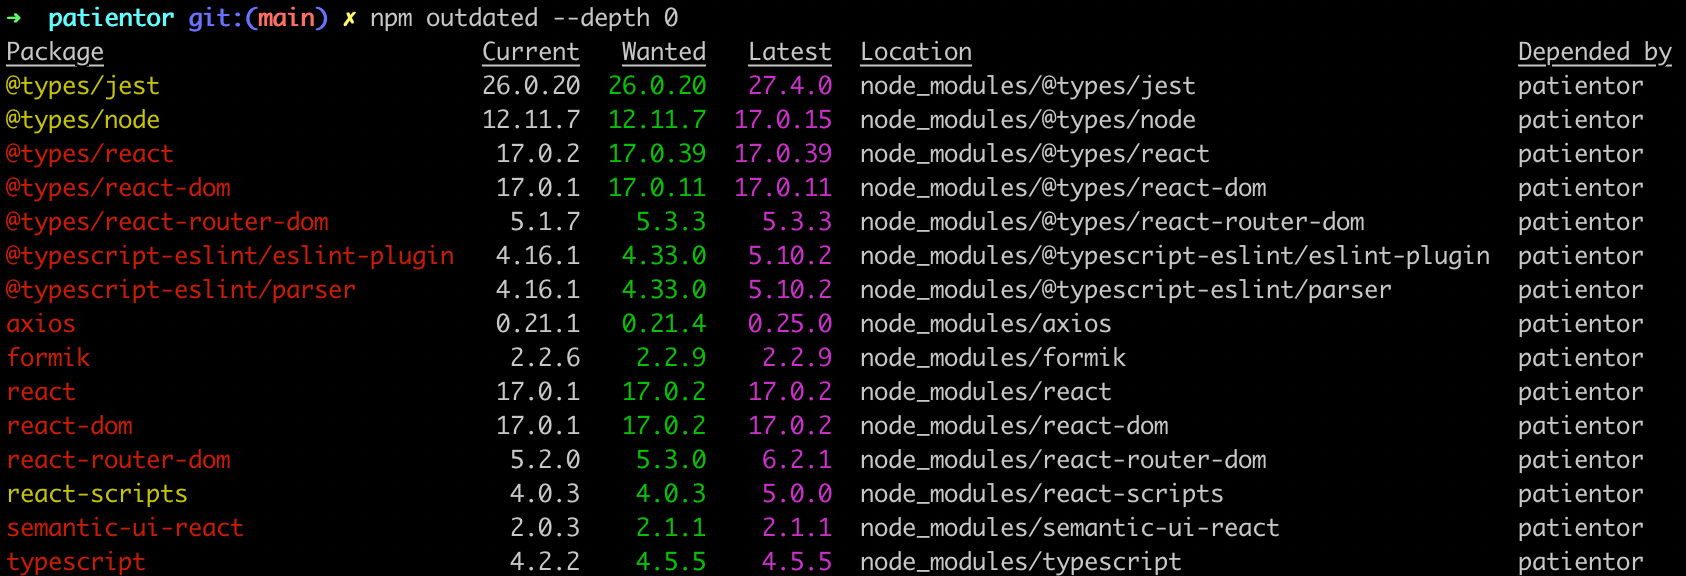 ➜ patientor git:(main) ✗ npm outdated --depth 0
Package Current Wanted Latest Location Depended by
@types/jest 26.0.20 26.0.20 27.4.0 node_modules/@types/jest patientor
@types/node 12.11.7 12.11.7 17.0.15 node_modules/@types/node patientor
@types/react 17.0.2 17.0.39 17.0.39 node_modules/@types/react patientor
@types/react-dom 17.0.1 17.0.11 17.0.11 node_modules/@types/react-dom patientor
@types/react-router-dom 5.1.7 5.3.3 5.3.3 node_modules/@types/react-router-dom patientor
@typescript-eslint/eslint-plugin 4.16.1 4.33.0 5.10.2 node_modules/@typescript-eslint/eslint-plugin patientor
@typescript-eslint/parser 4.16.1 4.33.0 5.10.2 node_modules/@typescript-eslint/parser patientor
axios 0.21.1 0.21.4 0.25.0 node_modules/axios patientor
formik 2.2.6 2.2.9 2.2.9 node_modules/formik patientor
react 17.0.1 17.0.2 17.0.2 node_modules/react patientor
react-dom 17.0.1 17.0.2 17.0.2 node_modules/react-dom patientor
react-router-dom 5.2.0 5.3.0 6.2.1 node_modules/react-router-dom patientor
react-scripts 4.0.3 4.0.3 5.0.0 node_modules/react-scripts patientor
semantic-ui-react 2.0.3 2.1.1 2.1.1 node_modules/semantic-ui-react patientor
typescript 4.2.2 4.5.5 4.5.5 node_modules/typescript patientor